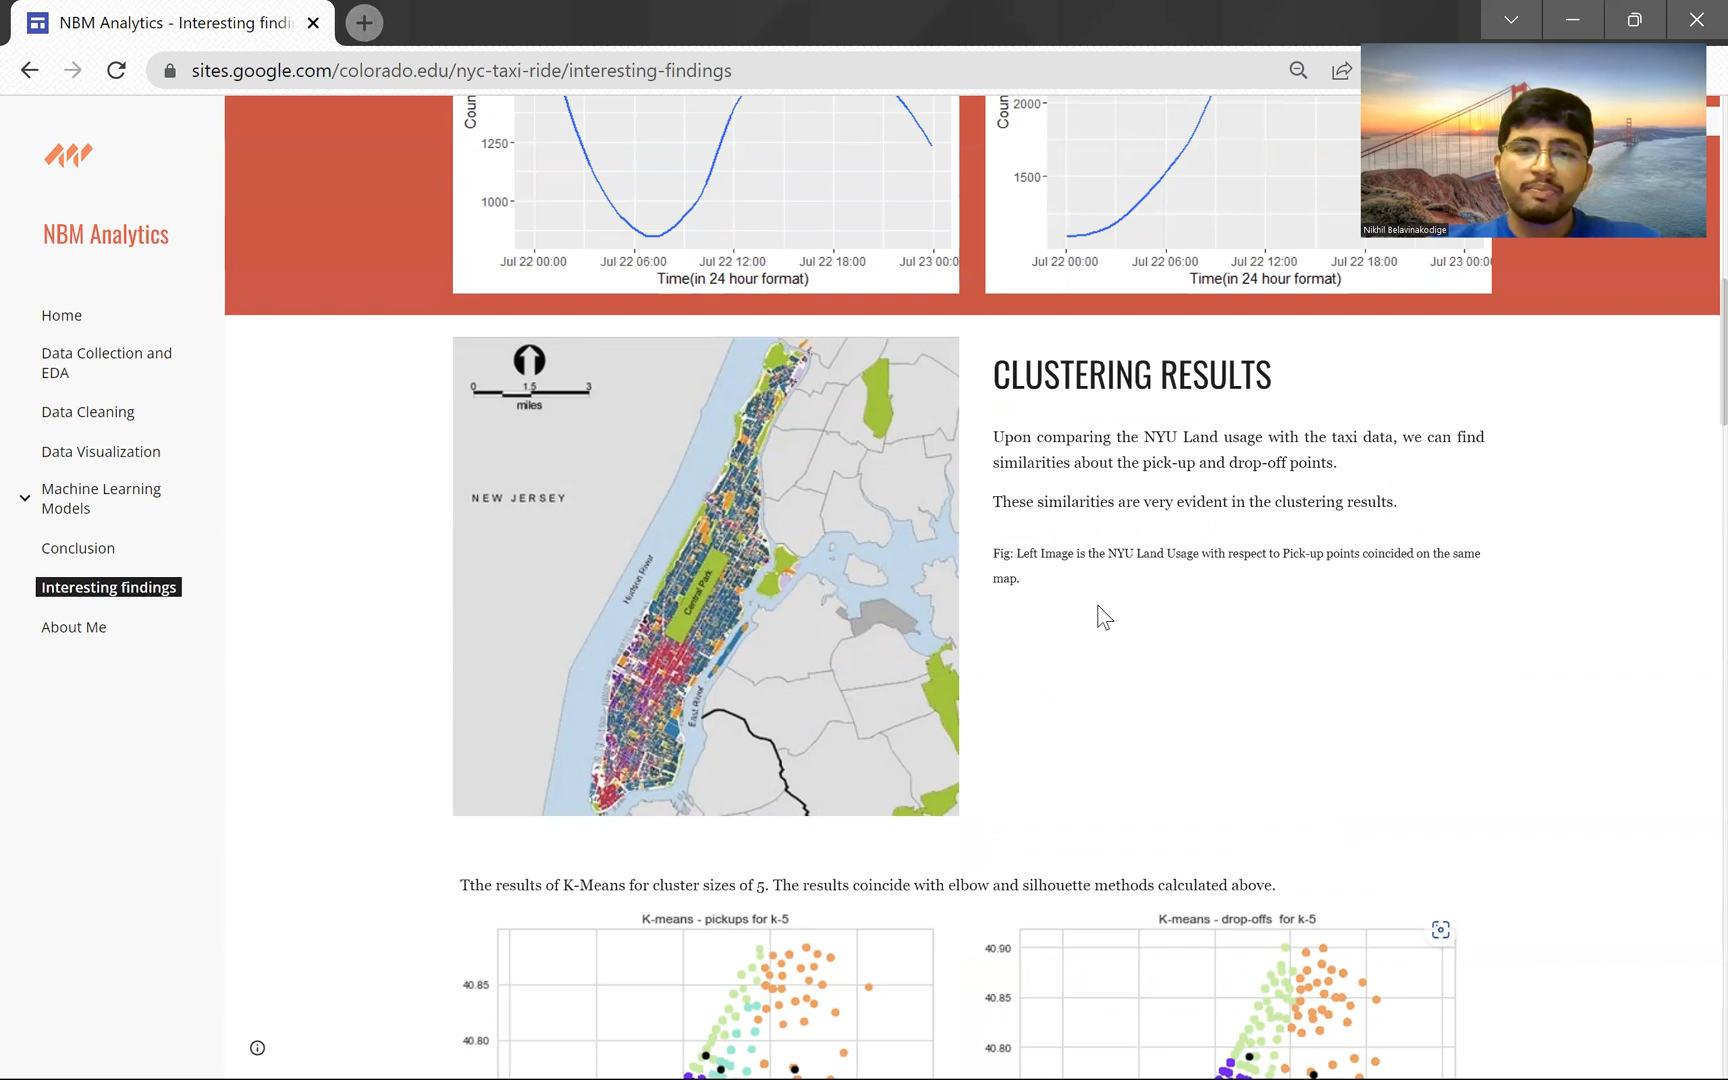 NBM Analytics - Interesting findi
sites.google.com/colorado.edu/nyc-taxi-ride/interesting-findings
NBM Analytics
Home
Data Collection and
EDA
Data Cleaning
Data Visualization
Machine Learning
Models
Conclusion
Interesting findings
About Me
Coun
1250
1000
Jul 22 00:00 Jul 22 06:00 Jul 22 12:00 Jul 22 18:00 Jul 23 00:0
Time(in 24 hour format)
Coun
2000
1500
Jul 22 00:00 Jul 22 06:00 Jul 22 12:00 Jul 22 18:00 Jul 23 00:0
Time(in 24 hour format)
Nikhil Belavinakodige
0 1.5 3
miles
NEW JERSEY
Hudson River
Central Park
East River
CLUSTERING RESULTS
Upon comparing the NYU Land usage with the taxi data, we can find
similarities about the pick-up and drop-off points.
These similarities are very evident in the clustering results.
Fig: Left Image is the NYU Land Usage with respect to Pick-up points coincided on the same
map.
Tthe results of K-Means for cluster sizes of 5. The results coincide with elbow and silhouette methods calculated above.
K-means - pickups for k-5
40.85
40.80
K-means - drop-offs for k-5
40.90
40.85
40.80